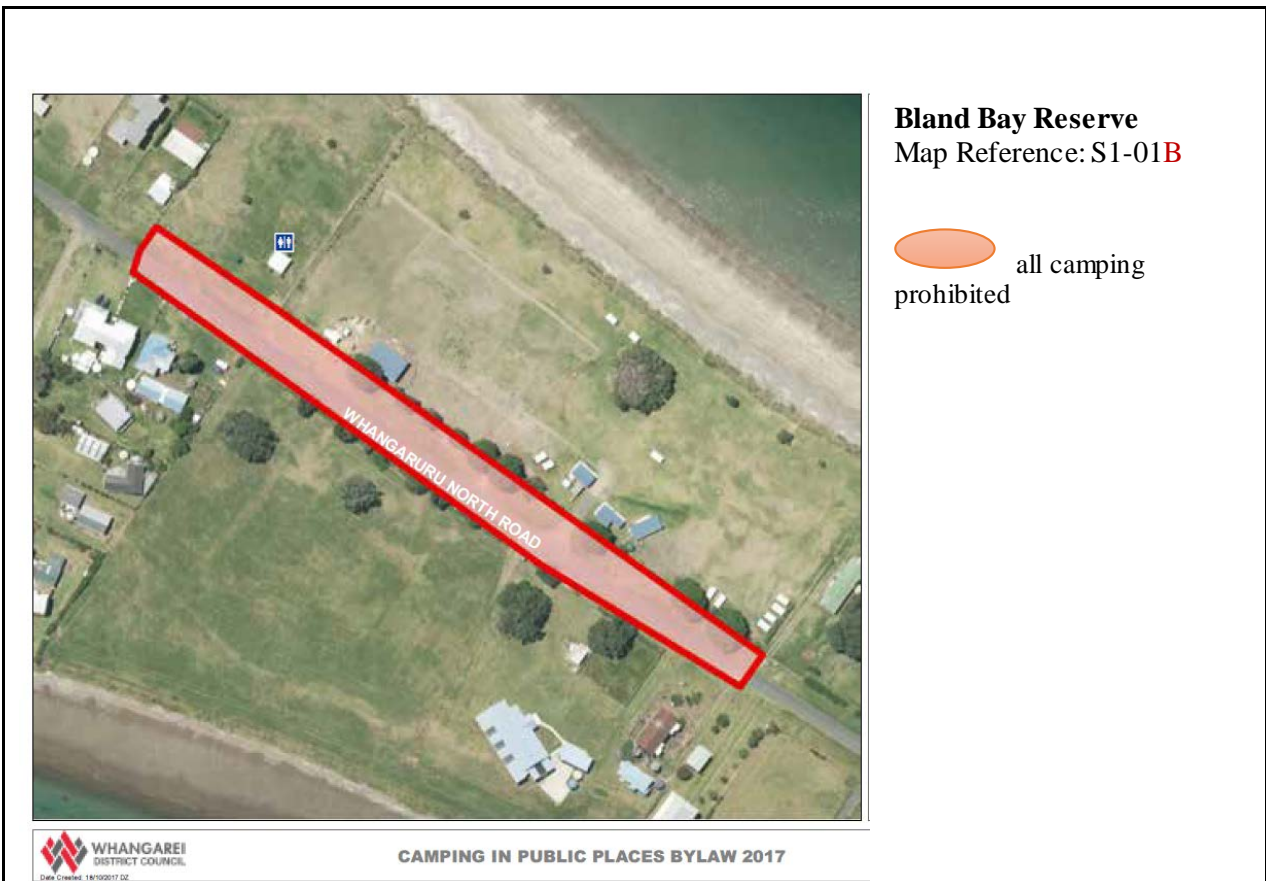 Bland Bay Reserve
Map Reference: S1-01B
all camping
prohibited
WHANGARURU NORTH ROAD
WHANGAREI
DISTRICT COUNCIL
Date Created: 16/10/2017 DZ
CAMPING IN PUBLIC PLACES BYLAW 2017